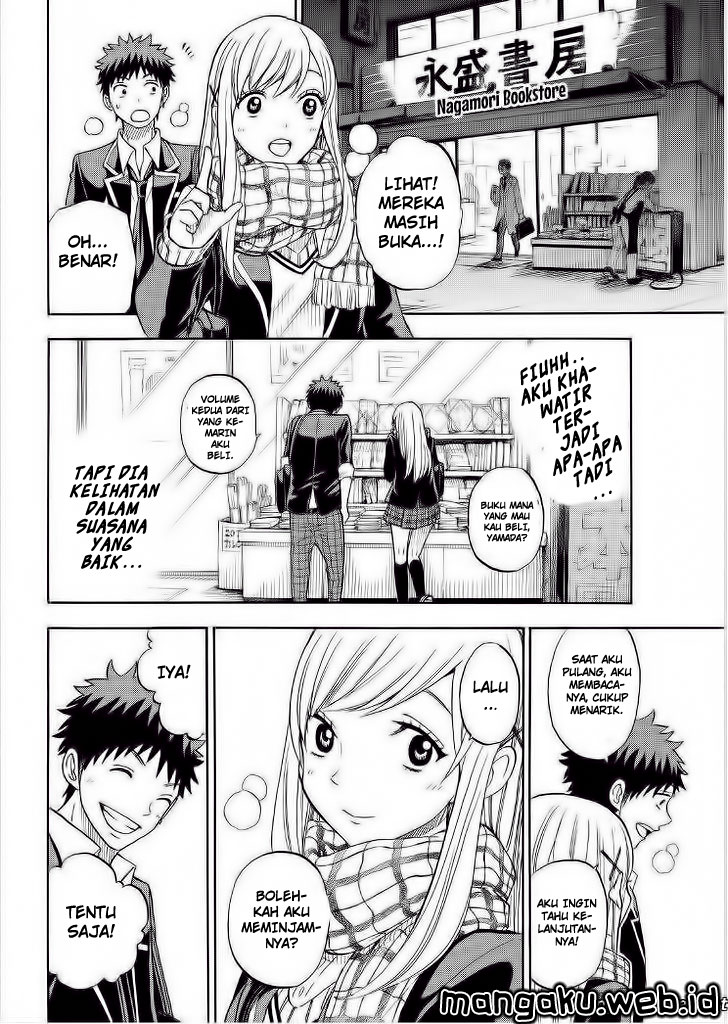 永盛書房
Nagamori Bookstore
LIHAT!
MEREKA
MASIH
BUKA...!
OH...
BENAR!
FIUHH..
AKU KHA-
WATIR
TER-
JADI
APA-APA
TADI
...
VOLUME
KEDUA DARI
YANG KE-
MARIN
AKU
BELI.
BUKU MANA
YANG MAU
KAU BELI,
YAMADA?
TAPI DIA
KELIHATAN
DALAM
SUASANA
YANG
BAIK...
SAAT AKU
PULANG, AKU
MEMBACA-
NYA, CUKUP
MENARIK.
AKU INGIN
TAHU KE-
LANJUTAN-
NYA!
LALU
...
BOLEH-
KAH AKU
MEMINJAM-
NYA?
IYA!
TENTU
SAJA!
mangaku.web.id